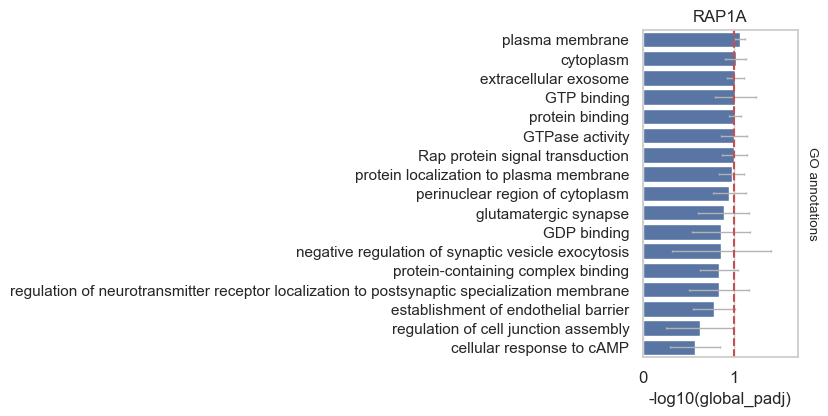 RAP1A
plasma membrane
cytoplasm
extracellular exosome
GTP binding
protein binding
GTPase activity
Rap protein signal transduction
protein localization to plasma membrane
perinuclear region of cytoplasm
glutamatergic synapse
GDP binding
negative regulation of synaptic vesicle exocytosis
protein-containing complex binding
regulation of neurotransmitter receptor localization to postsynaptic specialization membrane
establishment of endothelial barrier
regulation of cell junction assembly
cellular response to cAMP
GO annotations
0 1
-log10(global_padj)